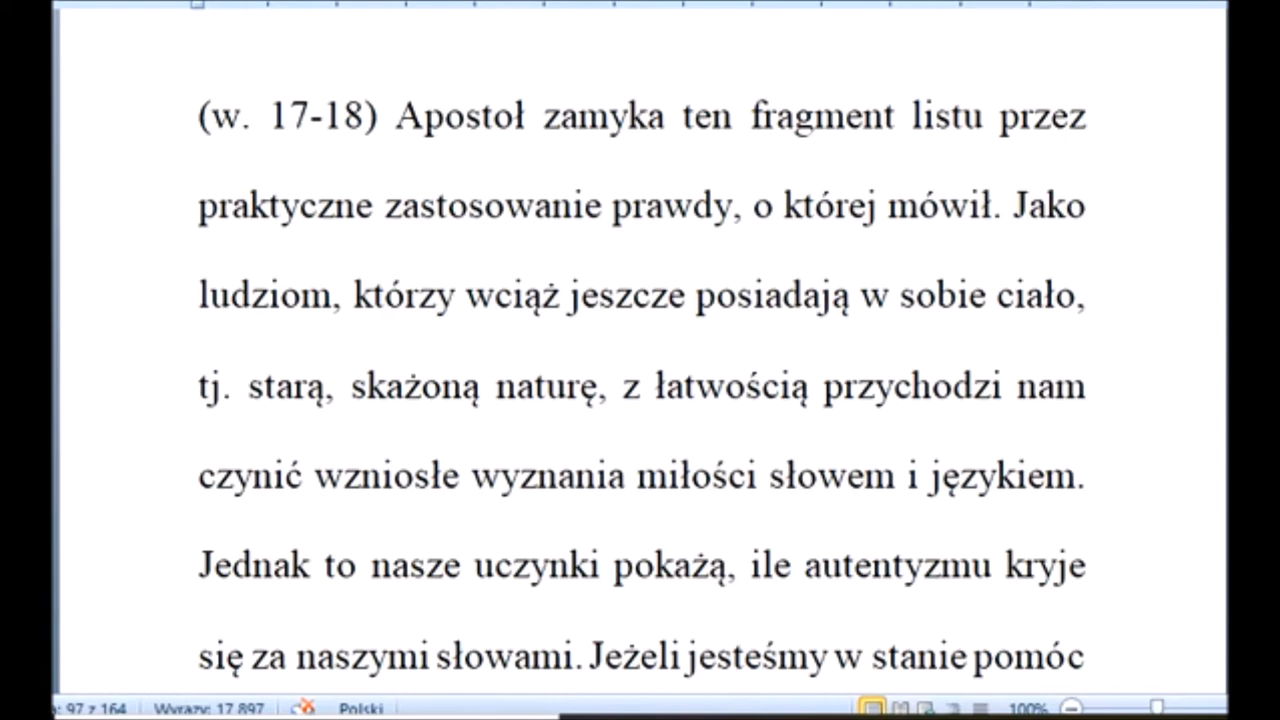 (w. 17-18) Apostoł zamyka ten fragment listu przez
praktyczne zastosowanie prawdy, o której mówił. Jako
ludziom, którzy wciąż jeszcze posiadają w sobie ciało,
tj. starą, skażoną naturę, z łatwością przychodzi nam
czynić wzniosłe wyznania miłości słowem i językiem.
Jednak to nasze uczynki pokażą, ile autentyzmu kryje
się za naszymi słowami. Jeżeli jesteśmy w stanie pomóc
: 97 z 164 Wyrazy: 17 897 Polski 100%